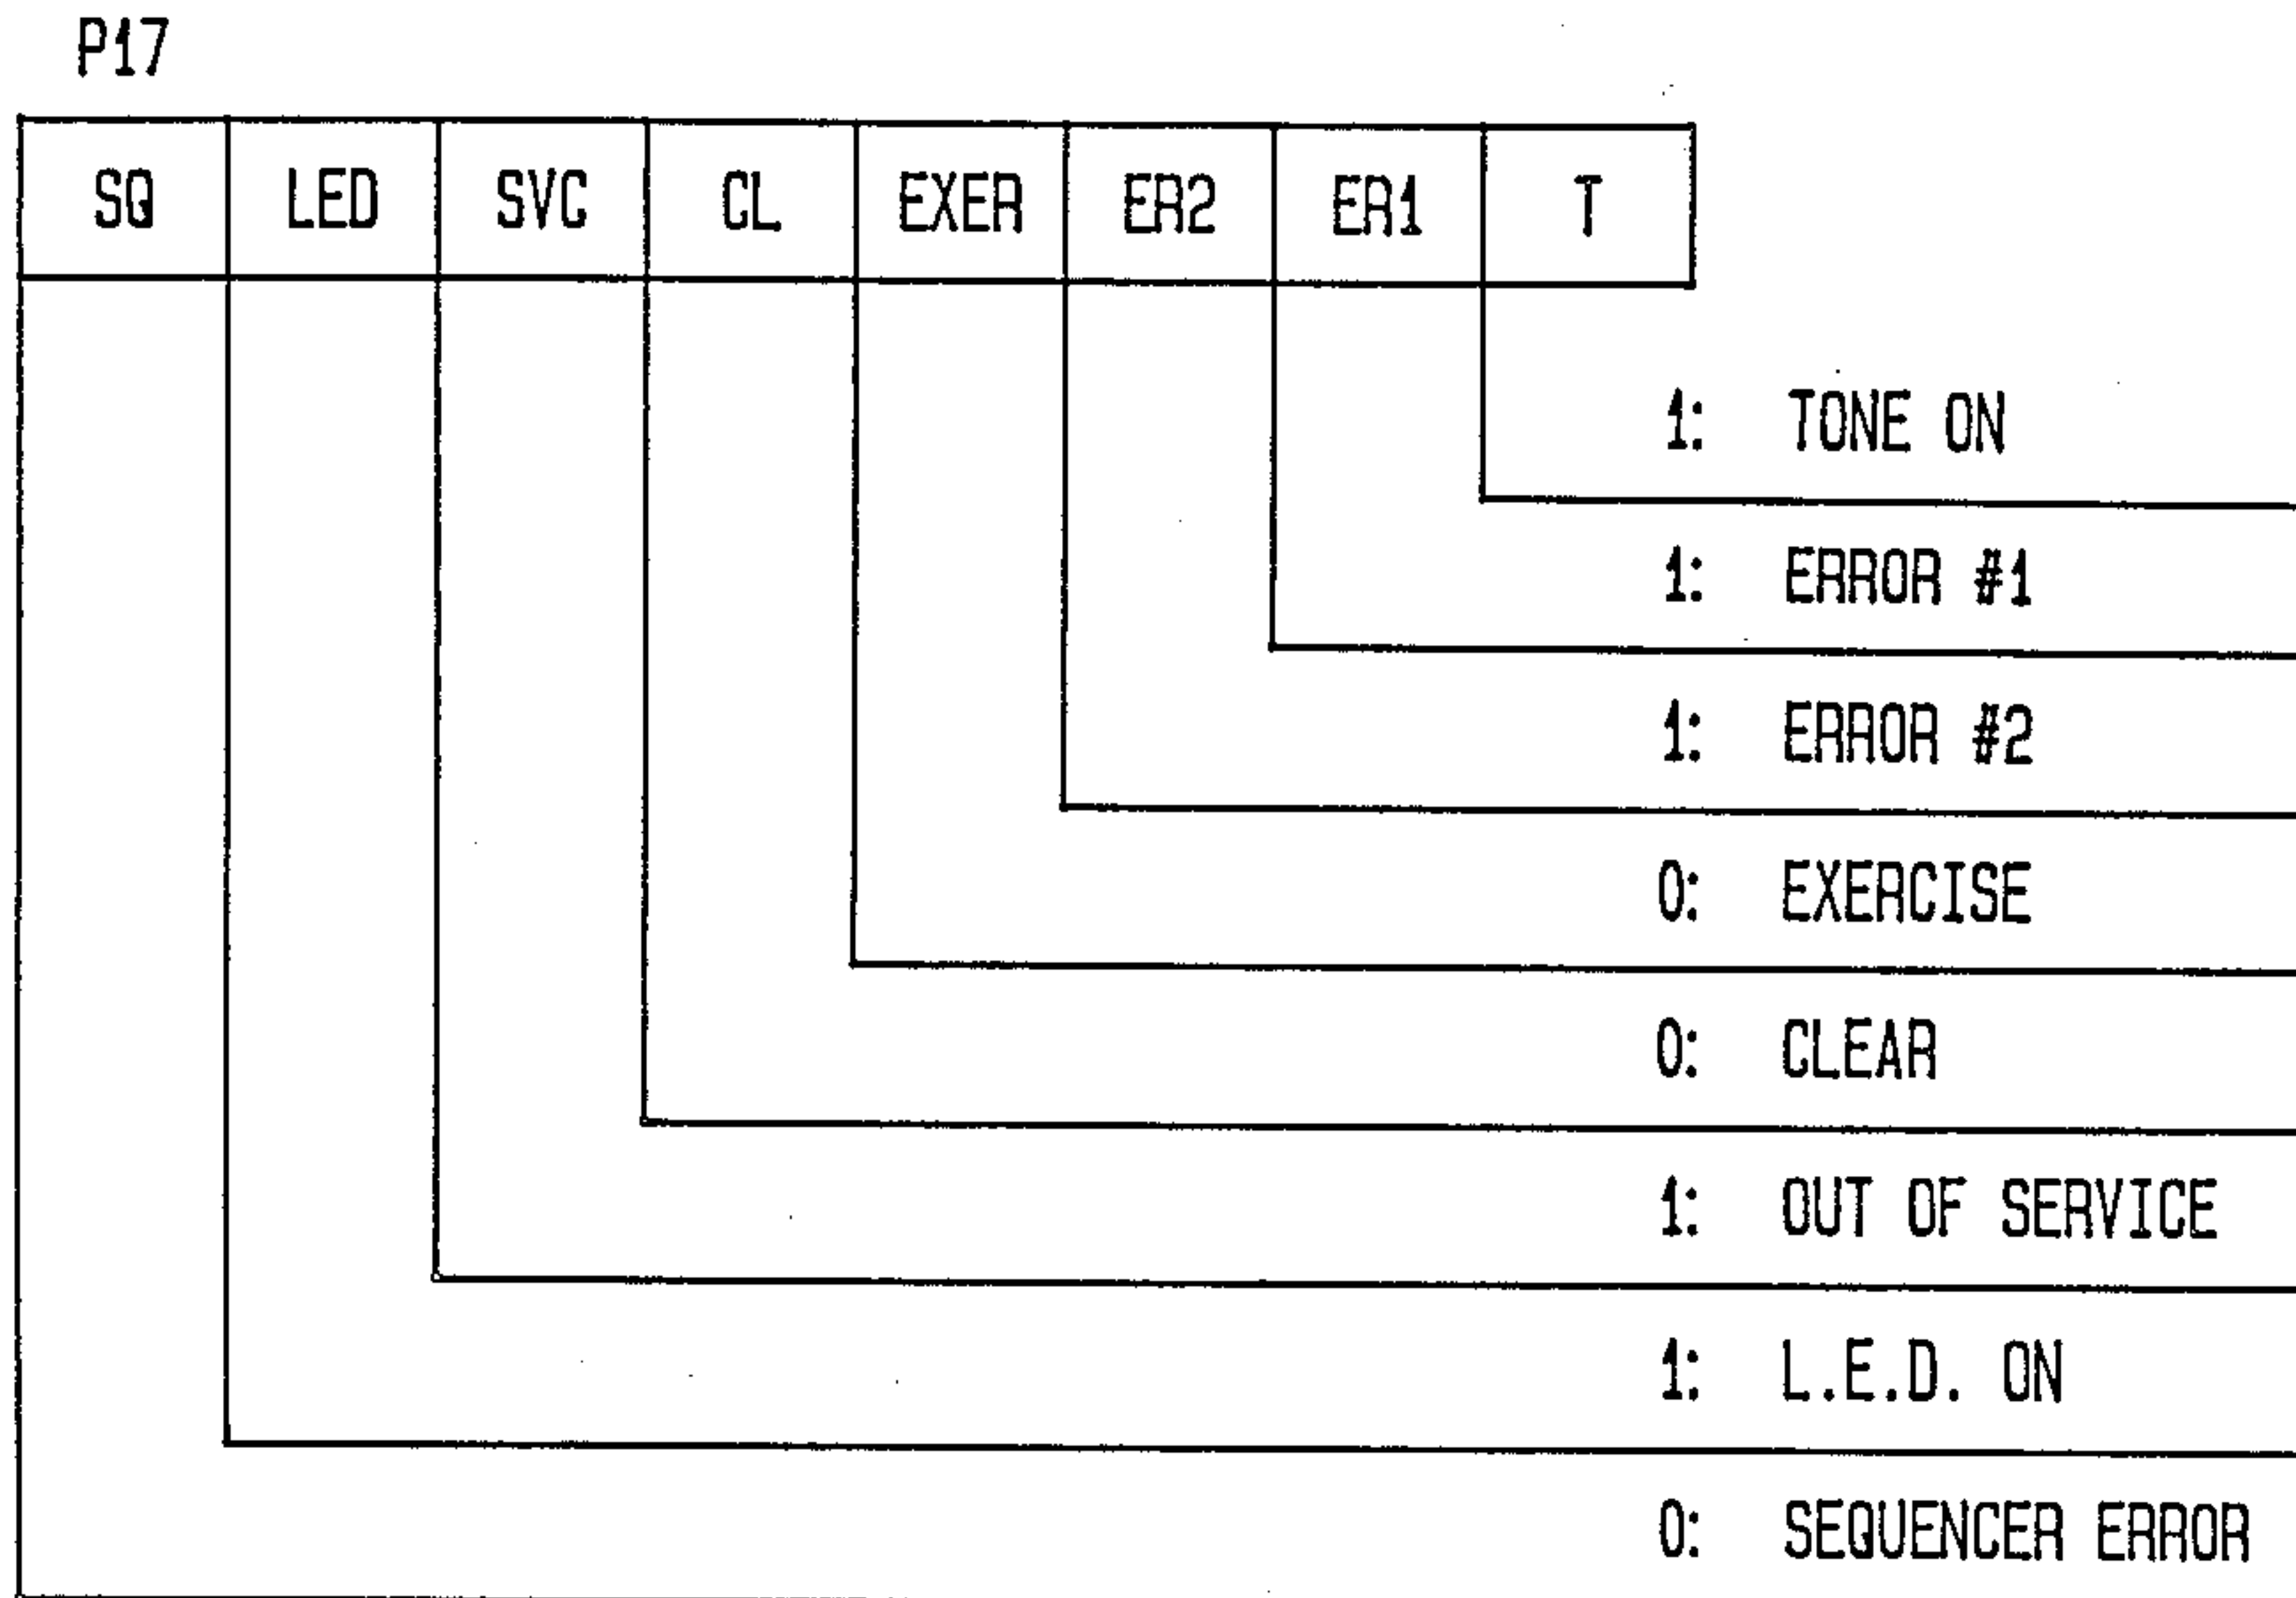 P17
SQ LED SVC CL EXER ER2 ER1 T
1: TONE ON
1: ERROR #1
1: ERROR #2
0: EXERCISE
0: CLEAR
1: OUT OF SERVICE
1: L.E.D. ON
0: SEQUENCER ERROR